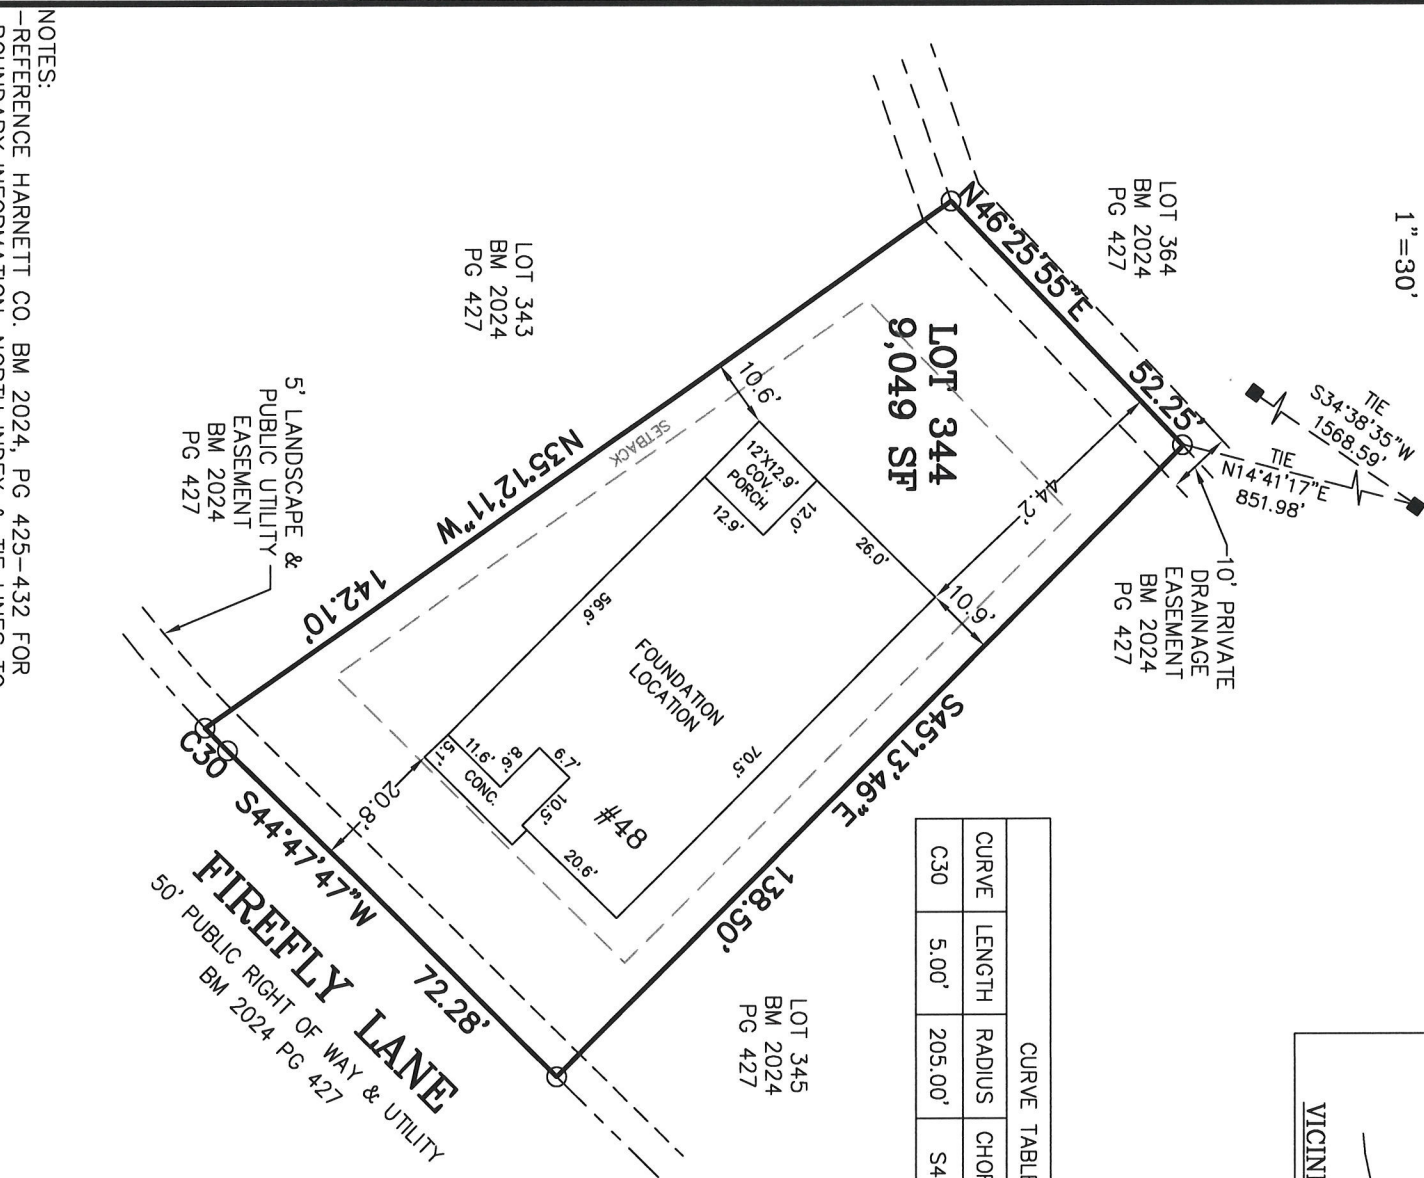 NOTES:
-REFERENCE HARNETT CO. BM 2024, PG 425-432 FOR
1"=30'
LOT 364
BM 2024
PG 427
N46°25'55"E
52.25'
TIE
S34°38'35"W
1568.59'
TIE
N14°41'17"E
851.98'
10' PRIVATE
DRAINAGE
EASEMENT
BM 2024
PG 427
LOT 343
BM 2024
PG 427
LOT 344
9,049 SF
10.6'
SETBACK
12'X12.9'
COV.
PORCH
12.9'
12.0'
26.0'
44.2'
10.9'
N35°12'11"W
142.10'
56.6'
FOUNDATION
LOCATION
70.5'
S45°13'46"E
138.50'
5' LANDSCAPE &
PUBLIC UTILITY
EASEMENT
BM 2024
PG 427
11.6'
5.1'
8.6'
6.7'
10.5'
CONC.
#48
20.6'
20.8'
C30
S44°47'47"W
72.28'
FIREFLY LANE
50' PUBLIC RIGHT OF WAY & UTILITY
BM 2024 PG 427
LOT 345
BM 2024
PG 427
CURVE TABLE
CURVE LENGTH RADIUS CHOR
C30 5.00' 205.00' S4
VICINI